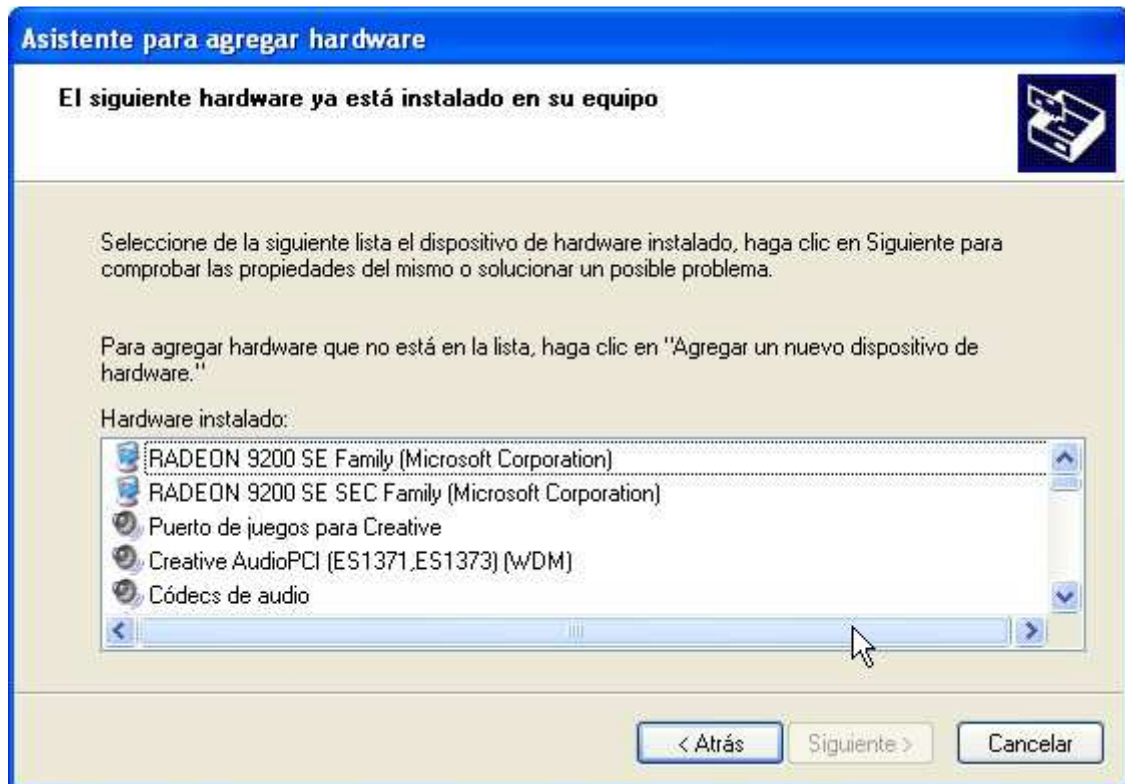 Asistente para agregar hardware
El siguiente hardware ya está instalado en su equipo
Seleccione de la siguiente lista el dispositivo de hardware instalado, haga clic en Siguiente para
comprobar las propiedades del mismo o solucionar un posible problema.
Para agregar hardware que no está en la lista, haga clic en "Agregar un nuevo dispositivo de
hardware."
Hardware instalado:
RADEON 9200 SE Family (Microsoft Corporation)
RADEON 9200 SE SEC Family (Microsoft Corporation)
Puerto de juegos para Creative
Creative AudioPCI (ES1371,ES1373) (WDM)
Códecs de audio
< Atrás
Siguiente >
Cancelar